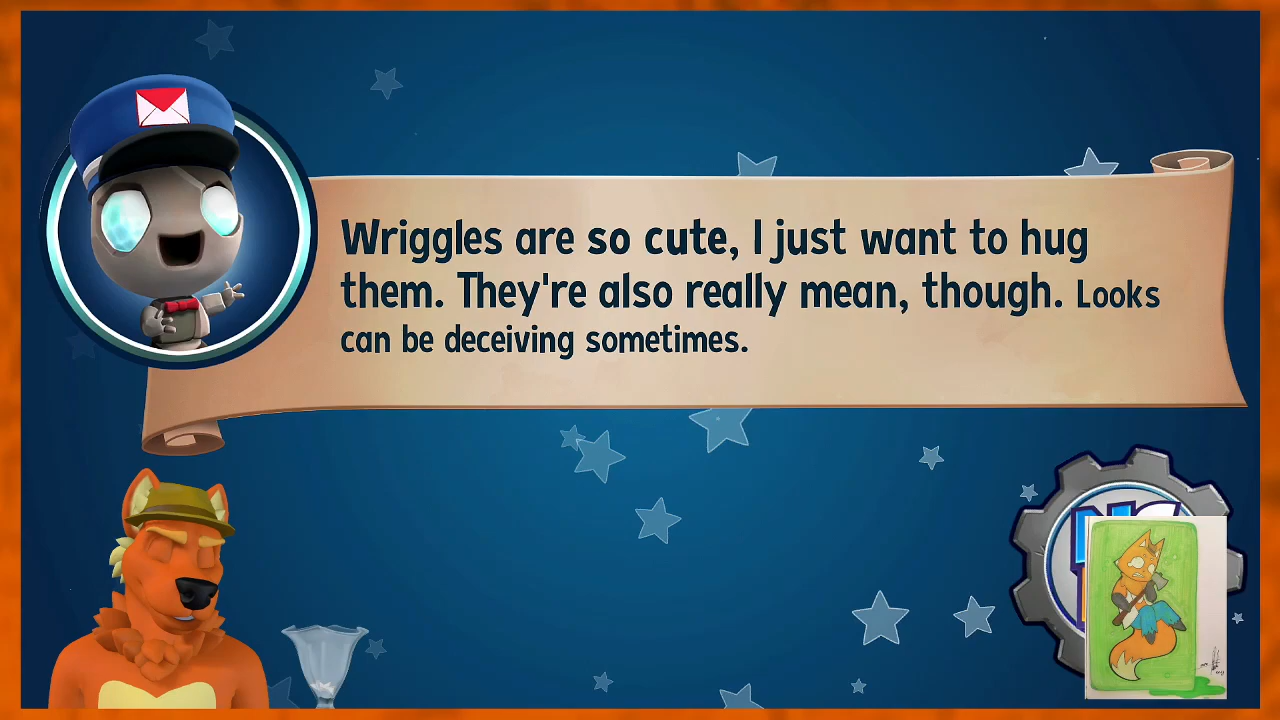 Wriggles are so cute, I just want to hug
them. They're also really mean, though. Looks
can be deceiving sometimes.